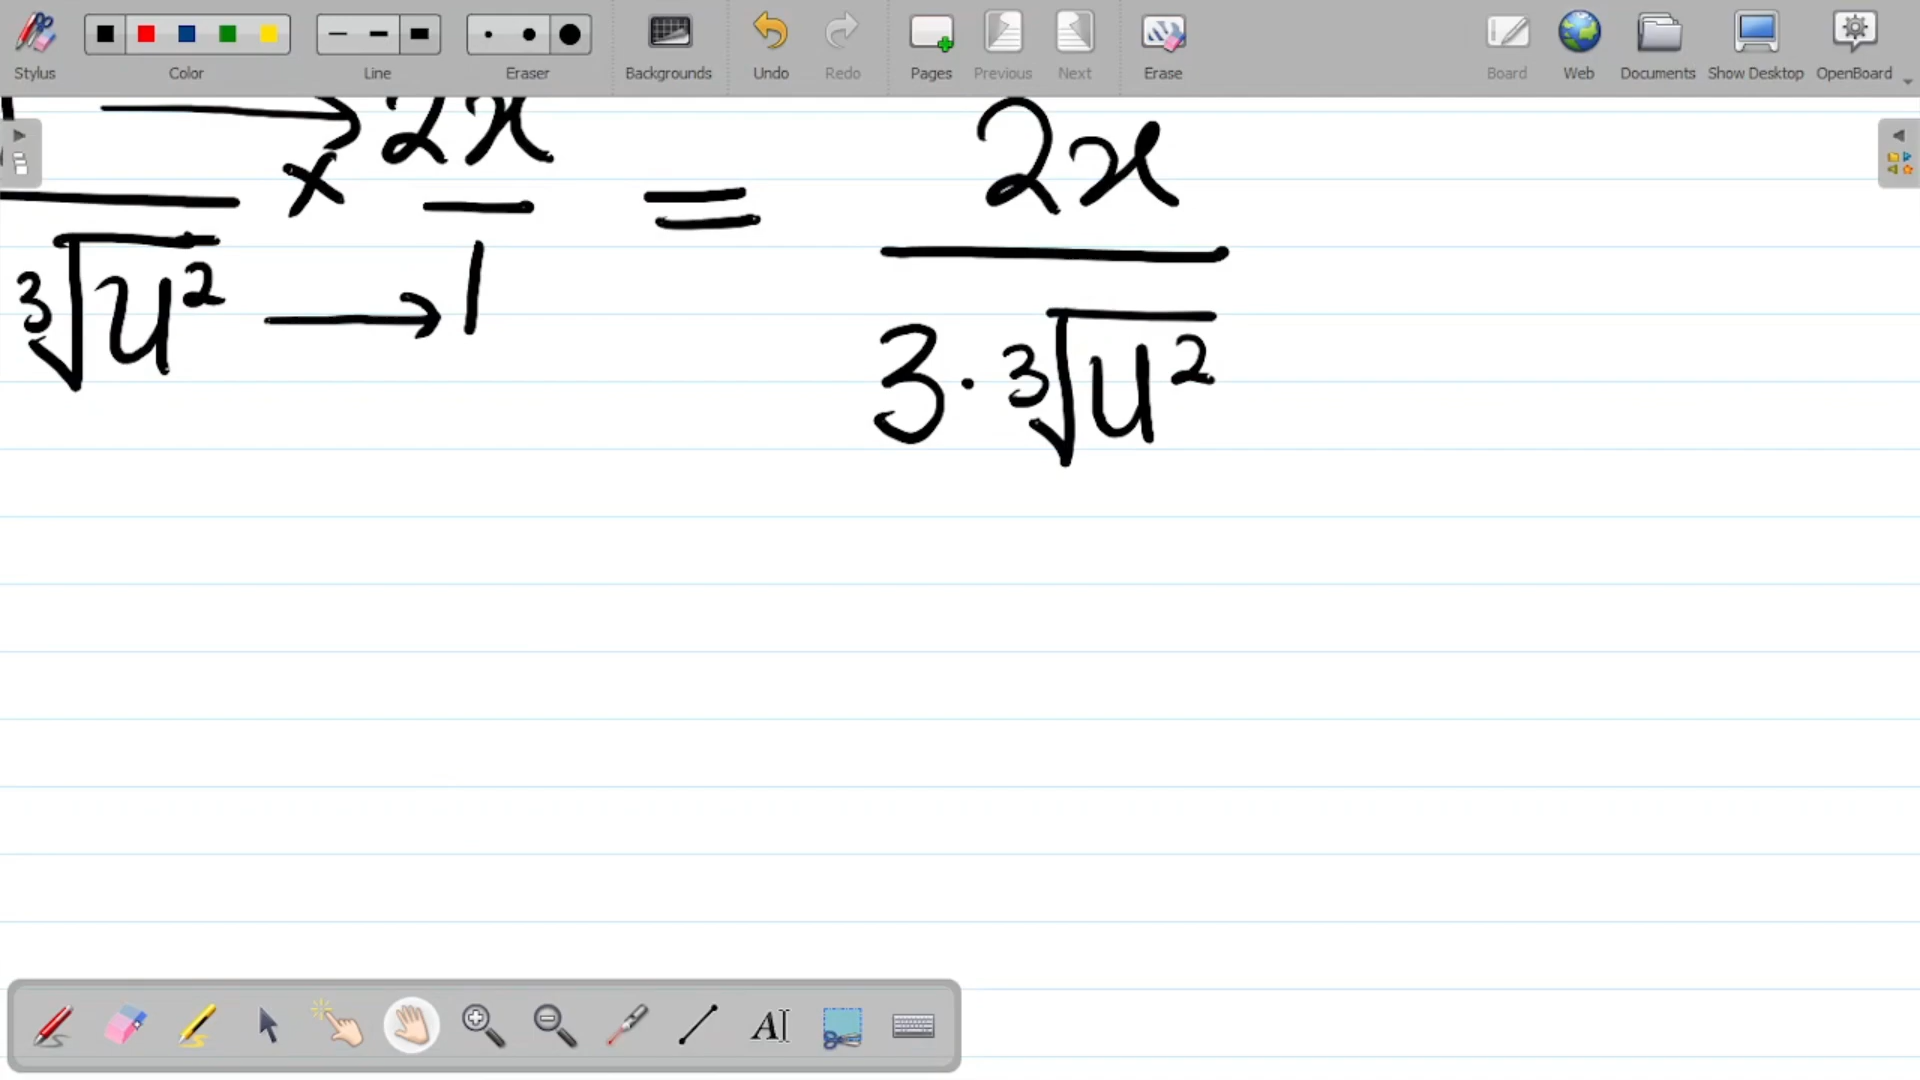 Stylus Color Line Eraser Backgrounds Undo Redo Pages Previous Next Erase Board Web Documents Show Desktop OpenBoard
→ 2x
× = 2x
∛u² → 1
3·∛u²